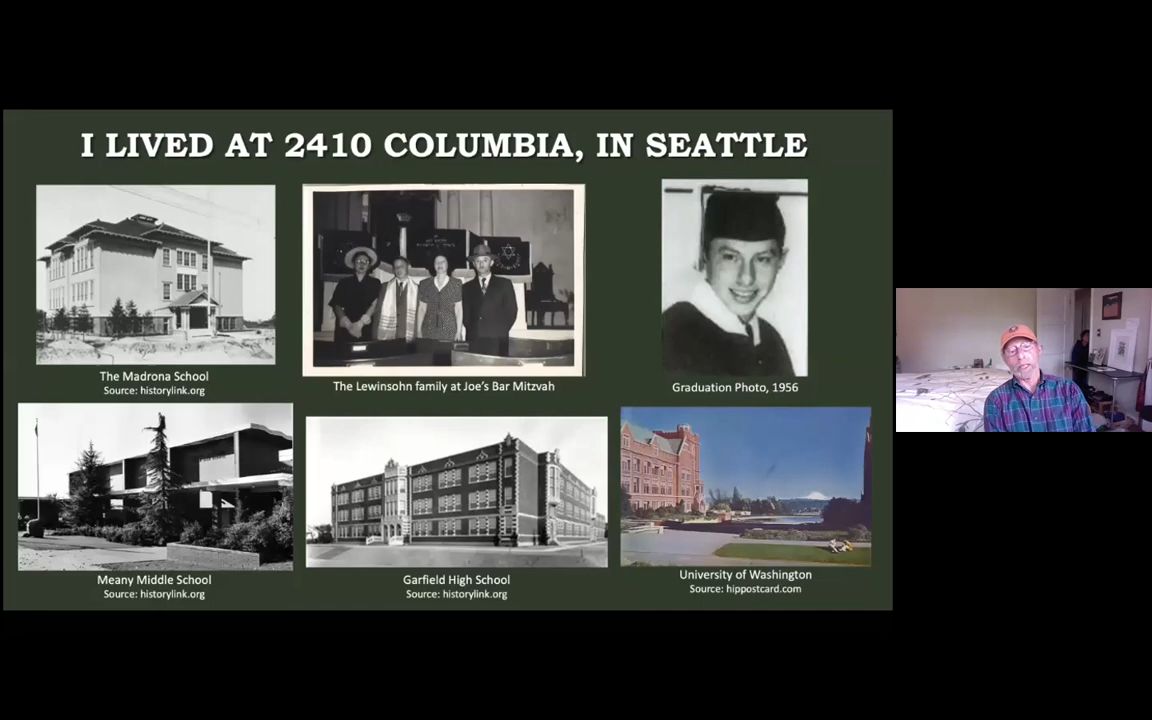 I LIVED AT 2410 COLUMBIA, IN SEATTLE
The Madrona School
Source: historylink.org
The Lewinsohn family at Joe's Bar Mitzvah
Graduation Photo, 1956
Meany Middle School
Source: historylink.org
Garfield High School
Source: historylink.org
University of Washington
Source: hippostcard.com